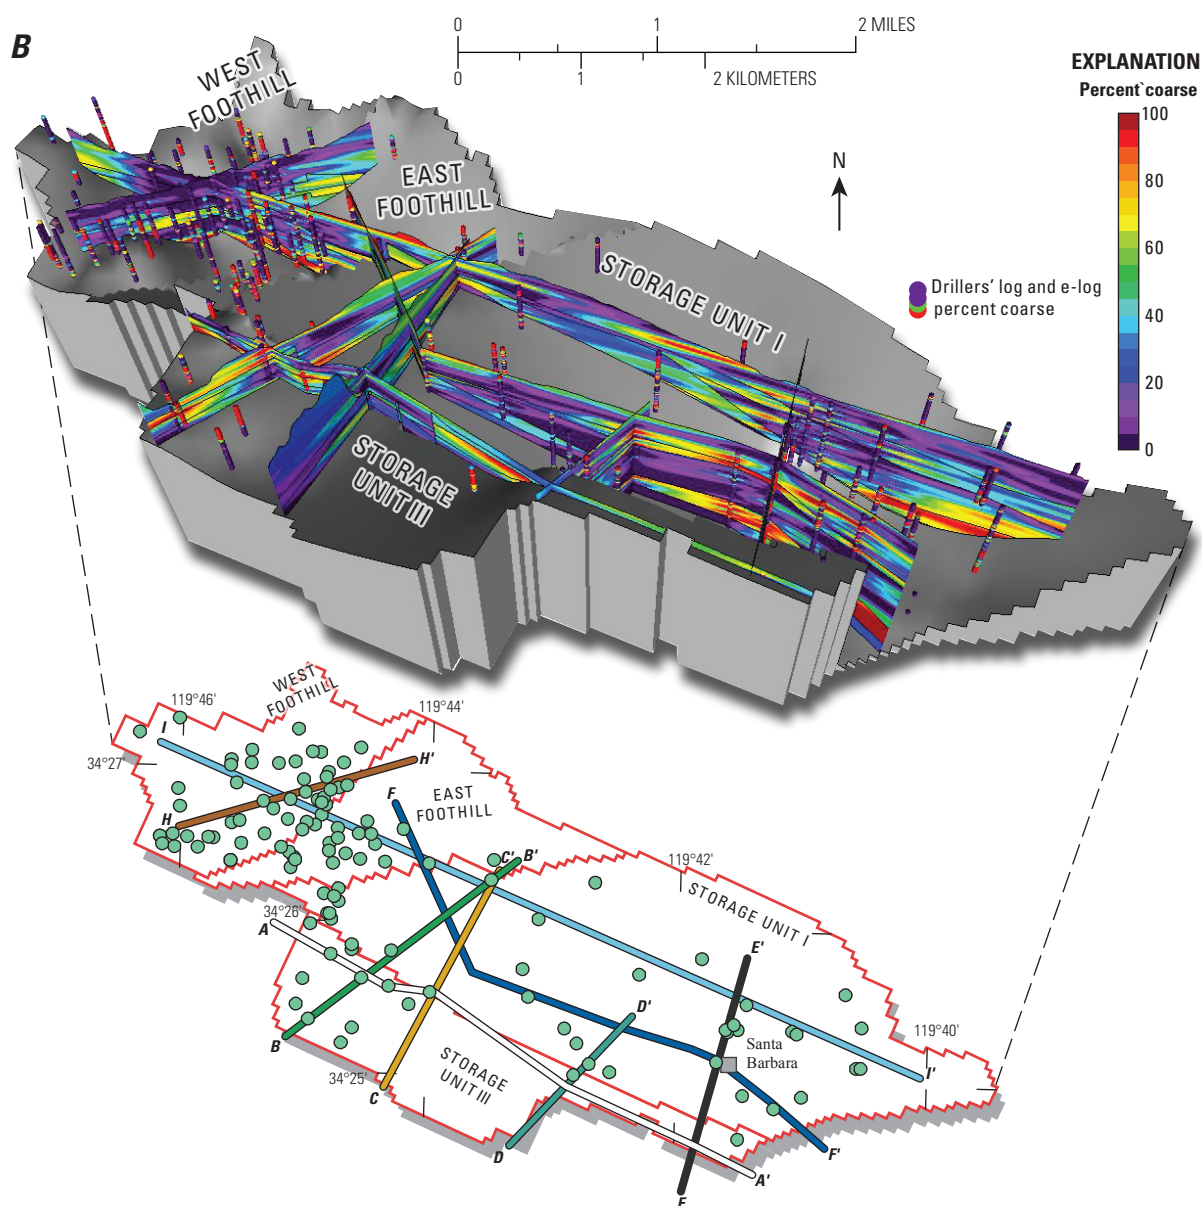 B
0 1 2 MILES
0 1 2 KILOMETERS
EXPLANATION
Percent`coarse
100
80
60
40
20
0
N
Drillers' log and e-log
percent coarse
WEST
FOOTHILL
EAST
FOOTHILL
STORAGE UNIT I
STORAGE
UNIT III
WEST
FOOTHILL
119°46'
119°44'
34°27'
I
H'
H
F
EAST
FOOTHILL
C'
B'
119°42'
STORAGE UNIT I
34°26'
A
E'
D'
Santa
Barbara
119°40'
I'
B
34°25'
C
STORAGE
UNIT III
D
F'
A'
E